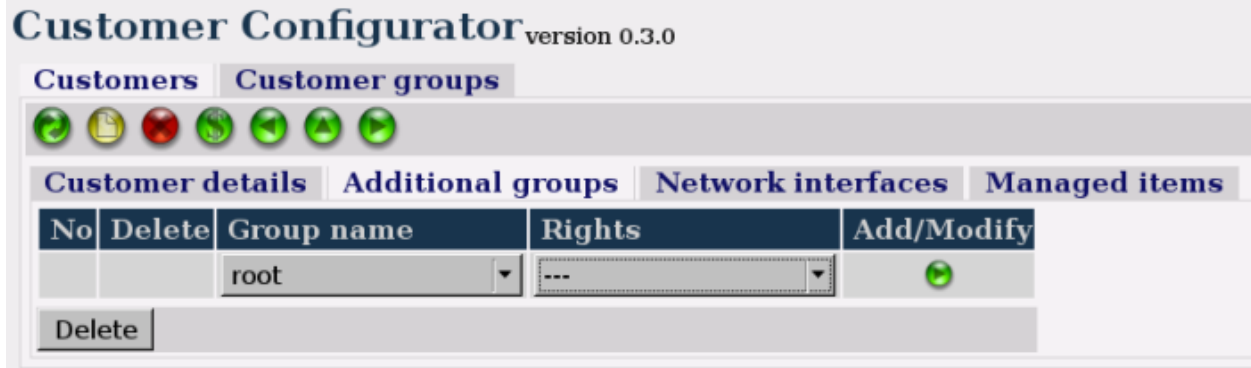 Customer Configurator version 0.3.0
Customers Customer groups
$
Customer details Additional groups Network interfaces Managed items
No Delete Group name Rights Add/Modify
root ---
Delete